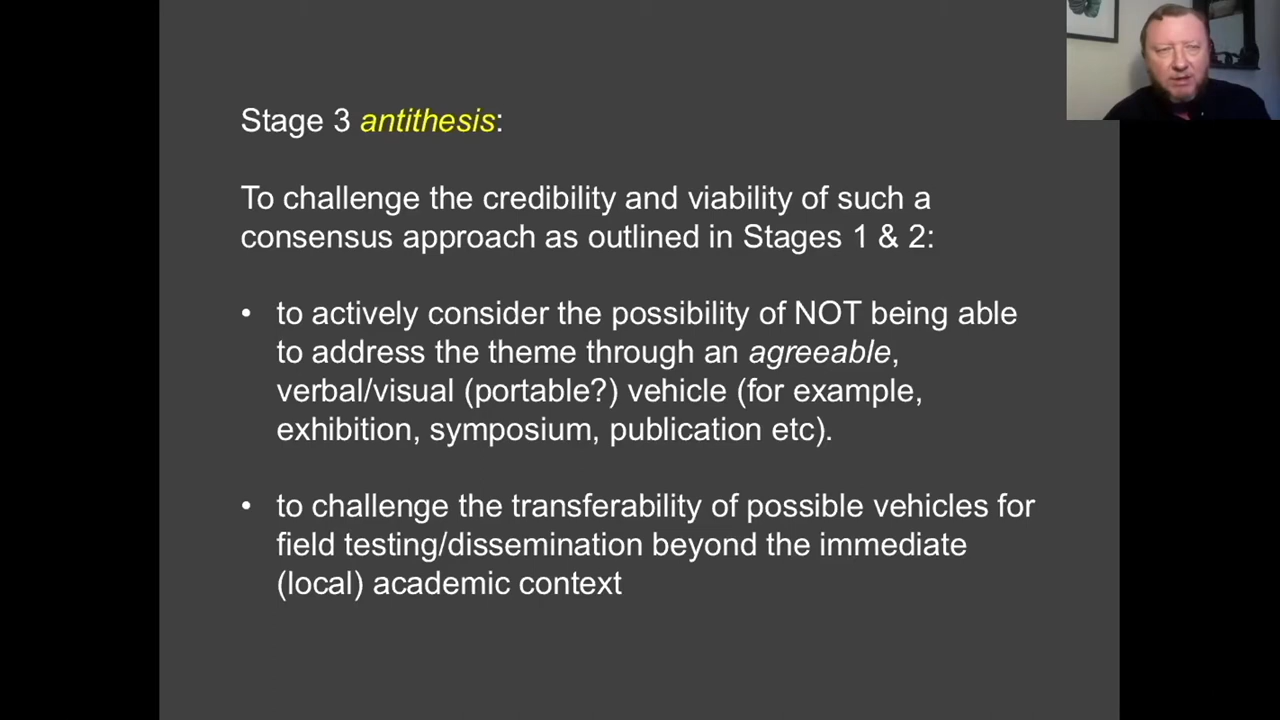 Stage 3 antithesis:
To challenge the credibility and viability of such a
consensus approach as outlined in Stages 1 & 2:
• to actively consider the possibility of NOT being able
to address the theme through an agreeable,
verbal/visual (portable?) vehicle (for example,
exhibition, symposium, publication etc).
• to challenge the transferability of possible vehicles for
field testing/dissemination beyond the immediate
(local) academic context